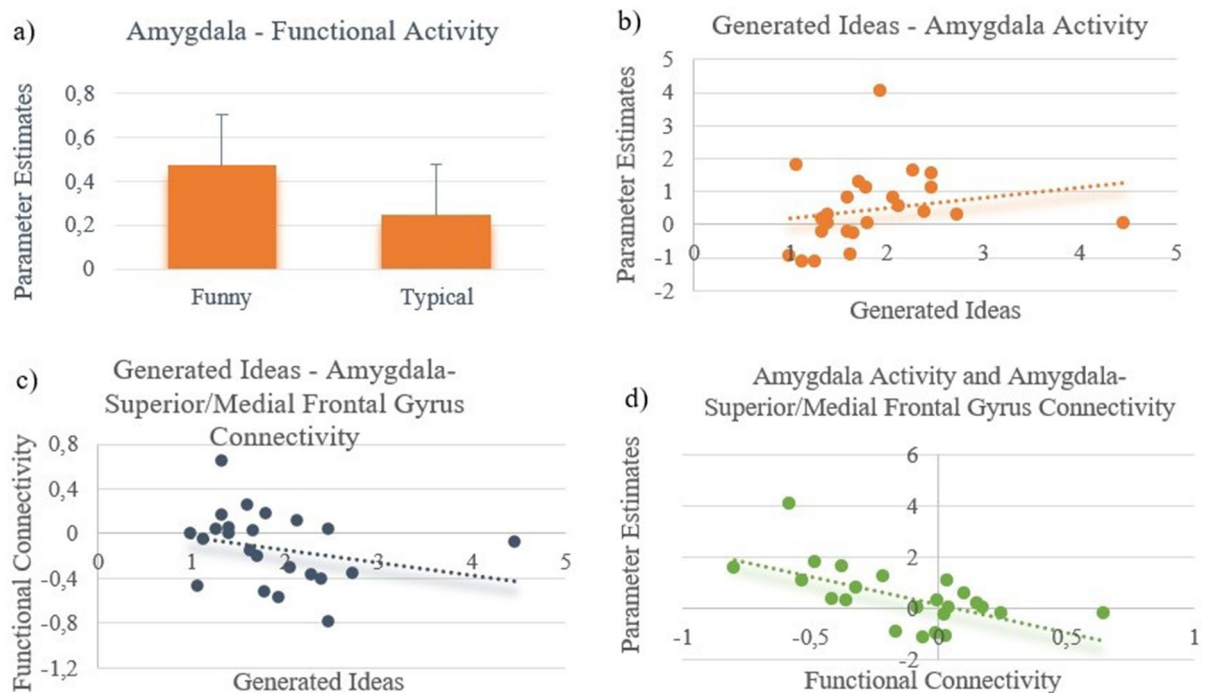 a)
Amygdala - Functional Activity
Parameter Estimates
0,8
0,6
0,4
0,2
0
Funny
Typical
b)
Generated Ideas - Amygdala Activity
Parameter Estimates
5
4
3
2
1
0
-1
-2
0
1
2
3
4
5
Generated Ideas
c)
Generated Ideas - Amygdala-
Superior/Medial Frontal Gyrus
Connectivity
Functional Connectivity
0,8
0,4
0
-0,4
-0,8
-1,2
0
1
2
3
4
5
Generated Ideas
d)
Amygdala Activity and Amygdala-
Superior/Medial Frontal Gyrus Connectivity
Parameter Estimates
6
4
2
0
-2
-1
-0,5
0
0,5
1
Functional Connectivity